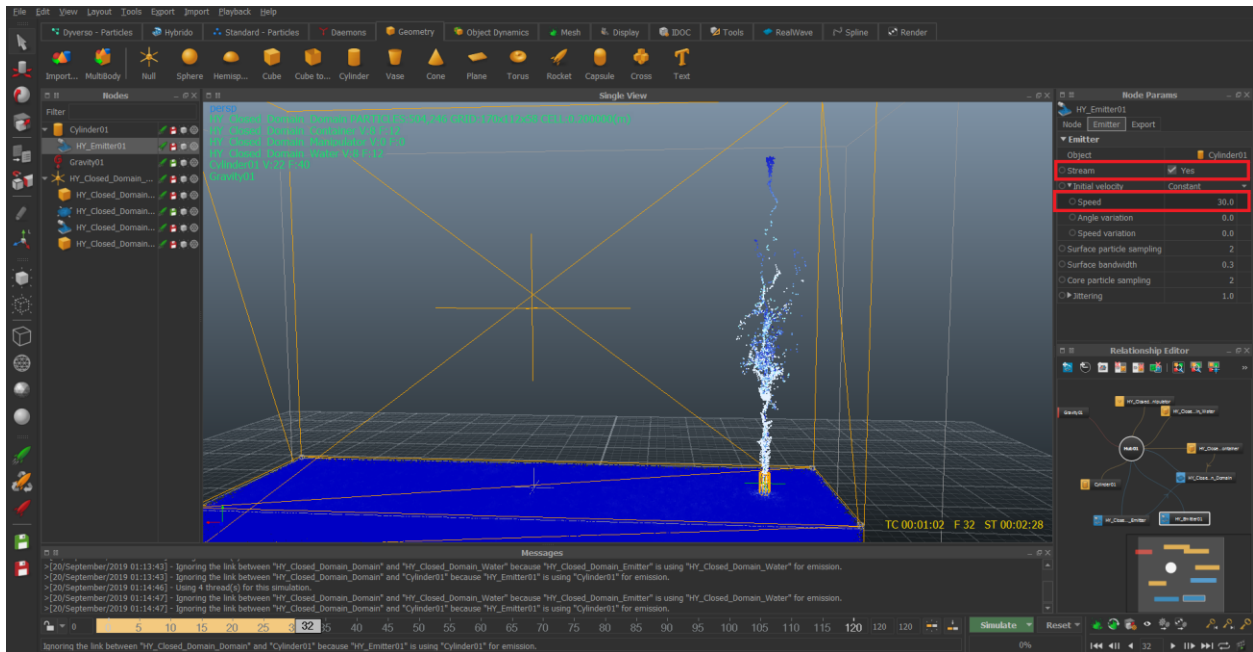 File Edit View Layout Tools Export Import Playback Help
Dyverso - Particles Hybrido Standard - Particles Daemons Geometry Object Dynamics Mesh Display IDOC Tools RealWave Spline Render
Import... MultiBody Null Sphere Hemisp... Cube Cube to... Cylinder Vase Cone Plane Torus Rocket Capsule Cross Text
Nodes
Filter
Cylinder01
HY_Emitter01
Gravity01
HY_Closed_Domain_...
HY_Closed_Domain...
HY_Closed_Domain...
HY_Closed_Domain...
HY_Closed_Domain...
Single View
persp
HY_Closed_Domain_Container V:8 F:12
HY_Closed_Domain_Manipulator V:0 F:0
HY_Closed_Domain_Water V:8 F:12
Cylinder01 V:22 F:40
Gravity01
TC 00:01:02 F 32 ST 00:02:28
Node Params
HY_Emitter01
Node Emitter Export
Emitter
Object Cylinder01
Stream Yes
Initial velocity Constant
Speed 30.0
Angle variation 0.0
Speed variation 0.0
Surface particle sampling 2
Surface bandwidth 0.3
Core particle sampling 2
Jittering 1.0
Relationship Editor
HY_Closed...mpulator
Gravity01
HY_Close...n_Water
Hub01
HY_Close...ontainer
Cylinder01
HY_Closed...n_Domain
HY_Close..._Emitter
HY_Emitter01
Messages
>[20/September/2019 01:13:43] - Ignoring the link between "HY_Closed_Domain_Domain" and "HY_Closed_Domain_Water" because "HY_Closed_Domain_Emitter" is using "HY_Closed_Domain_Water" for emission.
>[20/September/2019 01:13:43] - Ignoring the link between "HY_Closed_Domain_Domain" and "Cylinder01" because "HY_Emitter01" is using "Cylinder01" for emission.
>[20/September/2019 01:14:46] - Using 4 thread(s) for this simulation.
>[20/September/2019 01:14:47] - Ignoring the link between "HY_Closed_Domain_Domain" and "HY_Closed_Domain_Water" because "HY_Closed_Domain_Emitter" is using "HY_Closed_Domain_Water" for emission.
>[20/September/2019 01:14:47] - Ignoring the link between "HY_Closed_Domain_Domain" and "Cylinder01" because "HY_Emitter01" is using "Cylinder01" for emission.
0 5 10 15 20 25 3 32 35 40 45 50 55 60 65 70 75 80 85 90 95 100 105 110 115 120 120 120 Simulate Reset
Ignoring the link between "HY_Closed_Domain_Domain" and "Cylinder01" because "HY_Emitter01" is using "Cylinder01" for emission. 0% 32